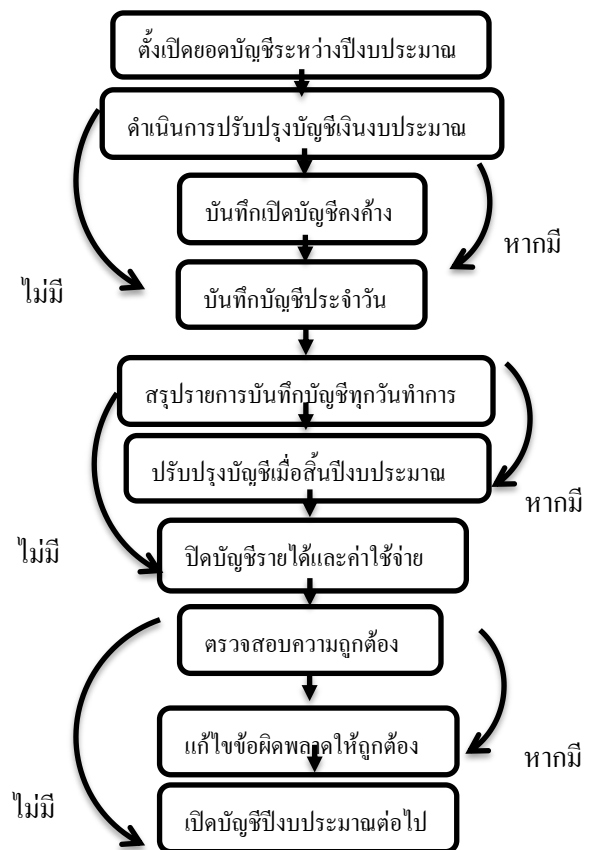 ตั้งเปิดยอดบัญชีระหว่างปีงบประมาณ
ดำเนินการปรับปรุงบัญชีเงินงบประมาณ
บันทึกเปิดบัญชีคงค้าง
หากมี
ไม่มี
บันทึกบัญชีประจำวัน
สรุปรายการบันทึกบัญชีทุกวันทำการ
ปรับปรุงบัญชีเมื่อสิ้นปีงบประมาณ
หากมี
ไม่มี
ปิดบัญชีรายได้และค่าใช้จ่าย
ตรวจสอบความถูกต้อง
แก้ไขข้อผิดพลาดให้ถูกต้อง
หากมี
ไม่มี
เปิดบัญชีปีงบประมาณต่อไป